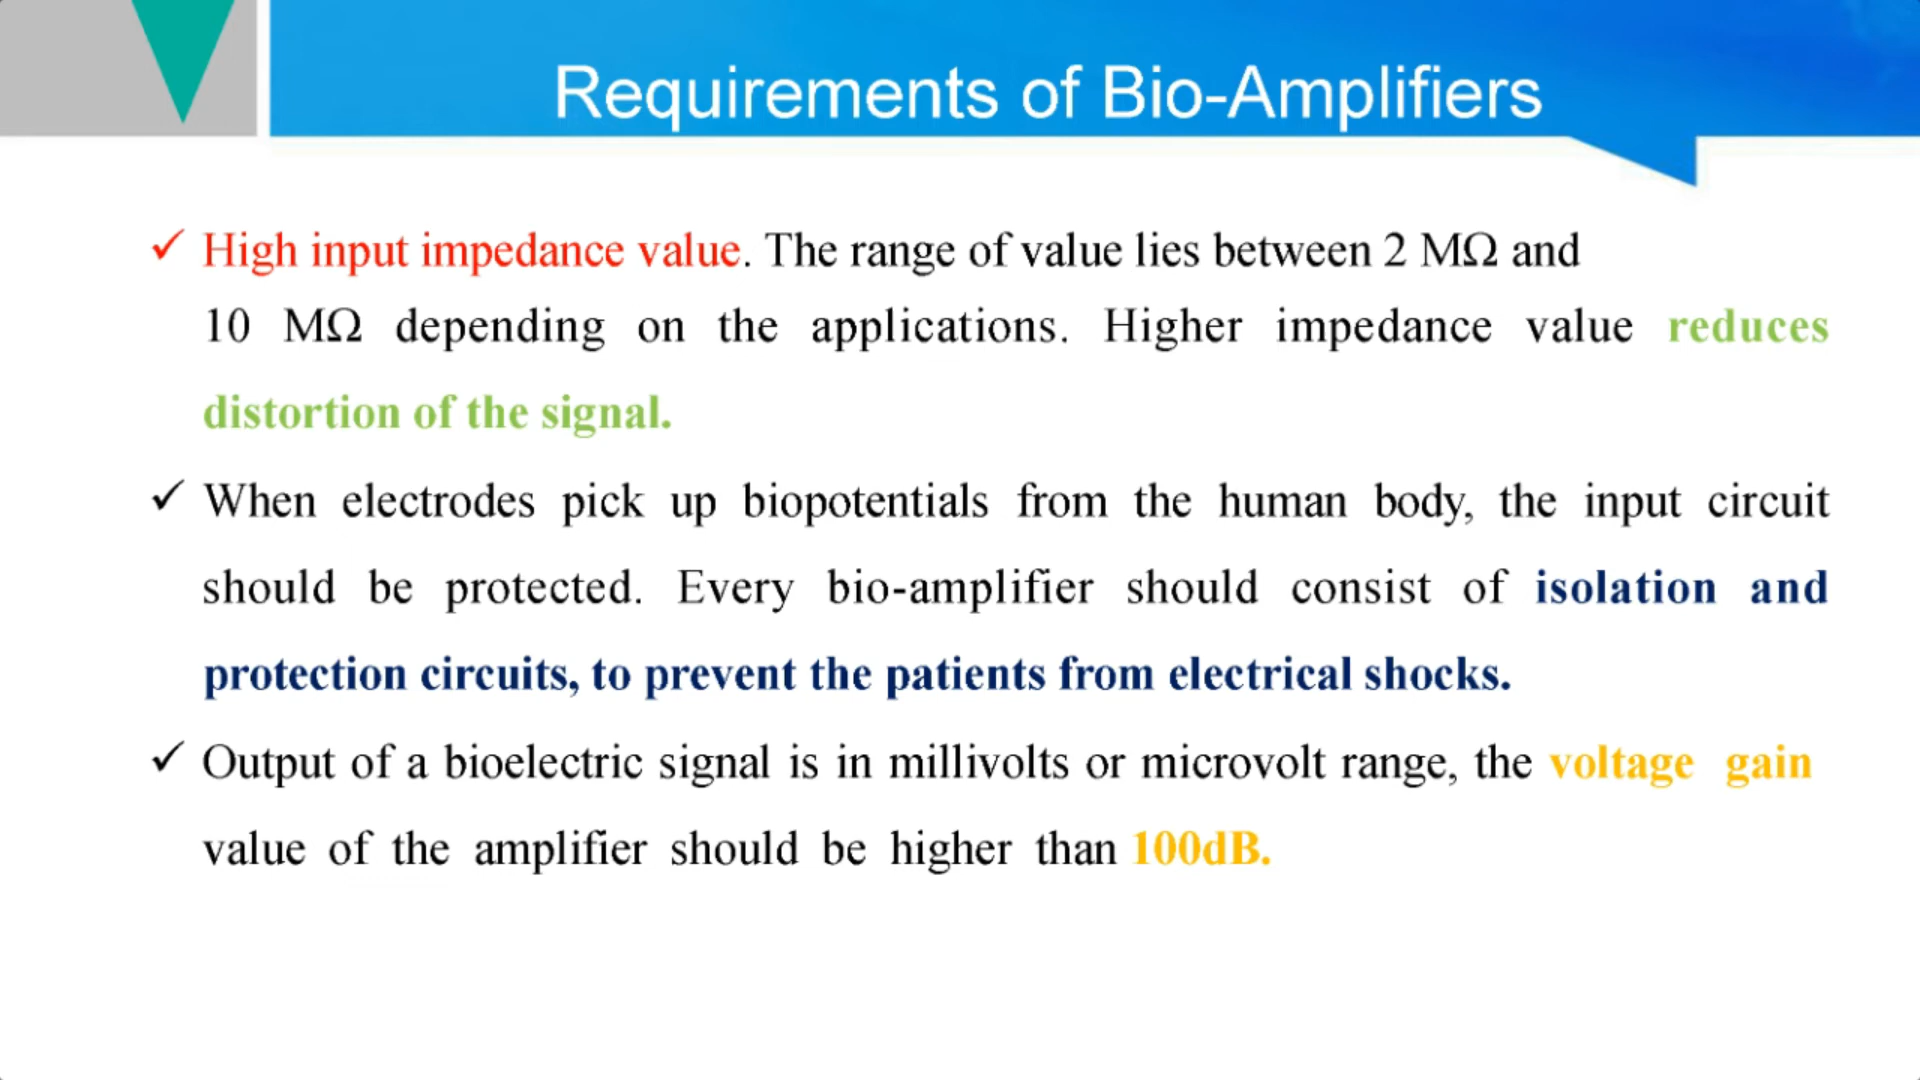 Requirements of Bio-Amplifiers
✓ High input impedance value. The range of value lies between 2 MΩ and
10 MΩ depending on the applications. Higher impedance value reduces
distortion of the signal.
✓ When electrodes pick up biopotentials from the human body, the input circuit
should be protected. Every bio-amplifier should consist of isolation and
protection circuits, to prevent the patients from electrical shocks.
✓ Output of a bioelectric signal is in millivolts or microvolt range, the voltage gain
value of the amplifier should be higher than 100dB.